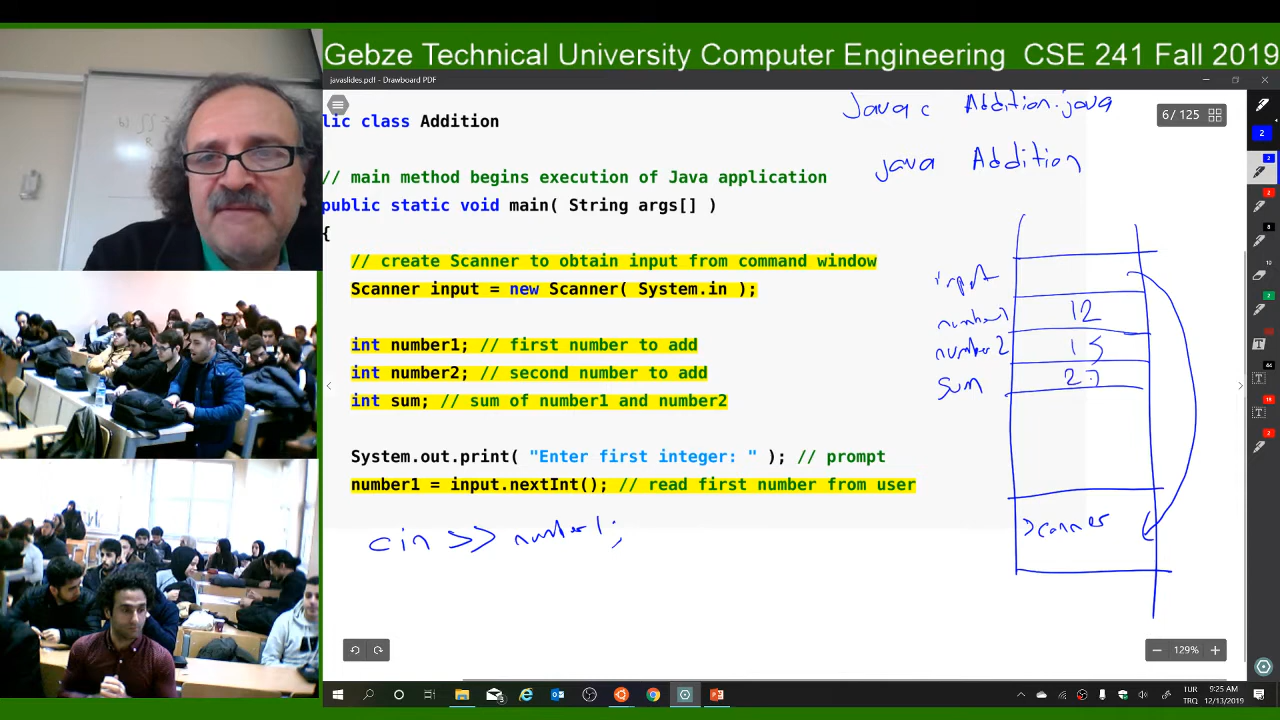 Gebze Technical University Computer Engineering CSE 241 Fall 2019
javaslides.pdf - Drawboard PDF
Javac Addition.java
6 / 125
2
lic class Addition
java Addition
// main method begins execution of Java application
public static void main( String args[] )
{
// create Scanner to obtain input from command window
Scanner input = new Scanner( System.in );
input
number1 12
int number1; // first number to add
number2 15
int number2; // second number to add
sum 27
int sum; // sum of number1 and number2
System.out.print( "Enter first integer: " ); // prompt
number1 = input.nextInt(); // read first number from user
Scanner
cin >> number1;
129%
TUR 9:25 AM
TRQ 12/13/2019